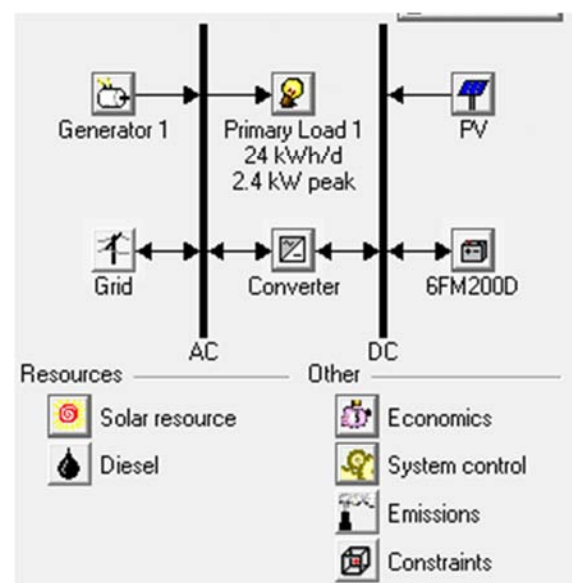 Generator 1
Primary Load 1
24 kWh/d
2.4 kW peak
PV
Grid
Converter
6FM200D
AC
DC
Resources
Other
Solar resource
Economics
Diesel
System control
Emissions
Constraints